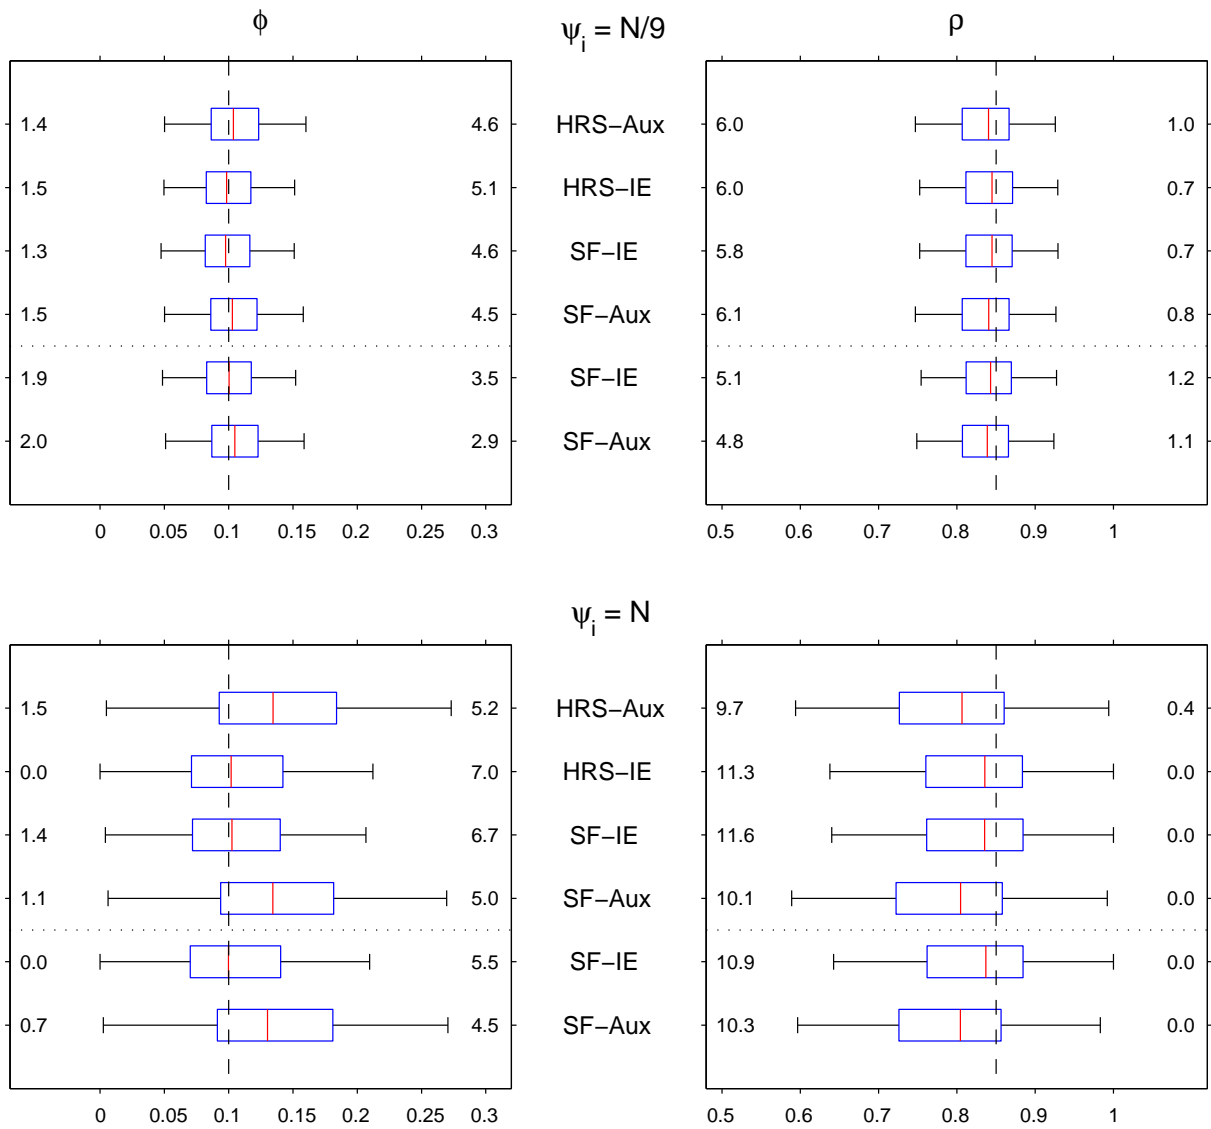 φ ψi = N/9 ρ
1.4 4.6 HRS−Aux 6.0 1.0
1.5 5.1 HRS−IE 6.0 0.7
1.3 4.6 SF−IE 5.8 0.7
1.5 4.5 SF−Aux 6.1 0.8
1.9 3.5 SF−IE 5.1 1.2
2.0 2.9 SF−Aux 4.8 1.1
0 0.05 0.1 0.15 0.2 0.25 0.3 0.5 0.6 0.7 0.8 0.9 1
ψi = N
1.5 5.2 HRS−Aux 9.7 0.4
0.0 7.0 HRS−IE 11.3 0.0
1.4 6.7 SF−IE 11.6 0.0
1.1 5.0 SF−Aux 10.1 0.0
0.0 5.5 SF−IE 10.9 0.0
0.7 4.5 SF−Aux 10.3 0.0
0 0.05 0.1 0.15 0.2 0.25 0.3 0.5 0.6 0.7 0.8 0.9 1